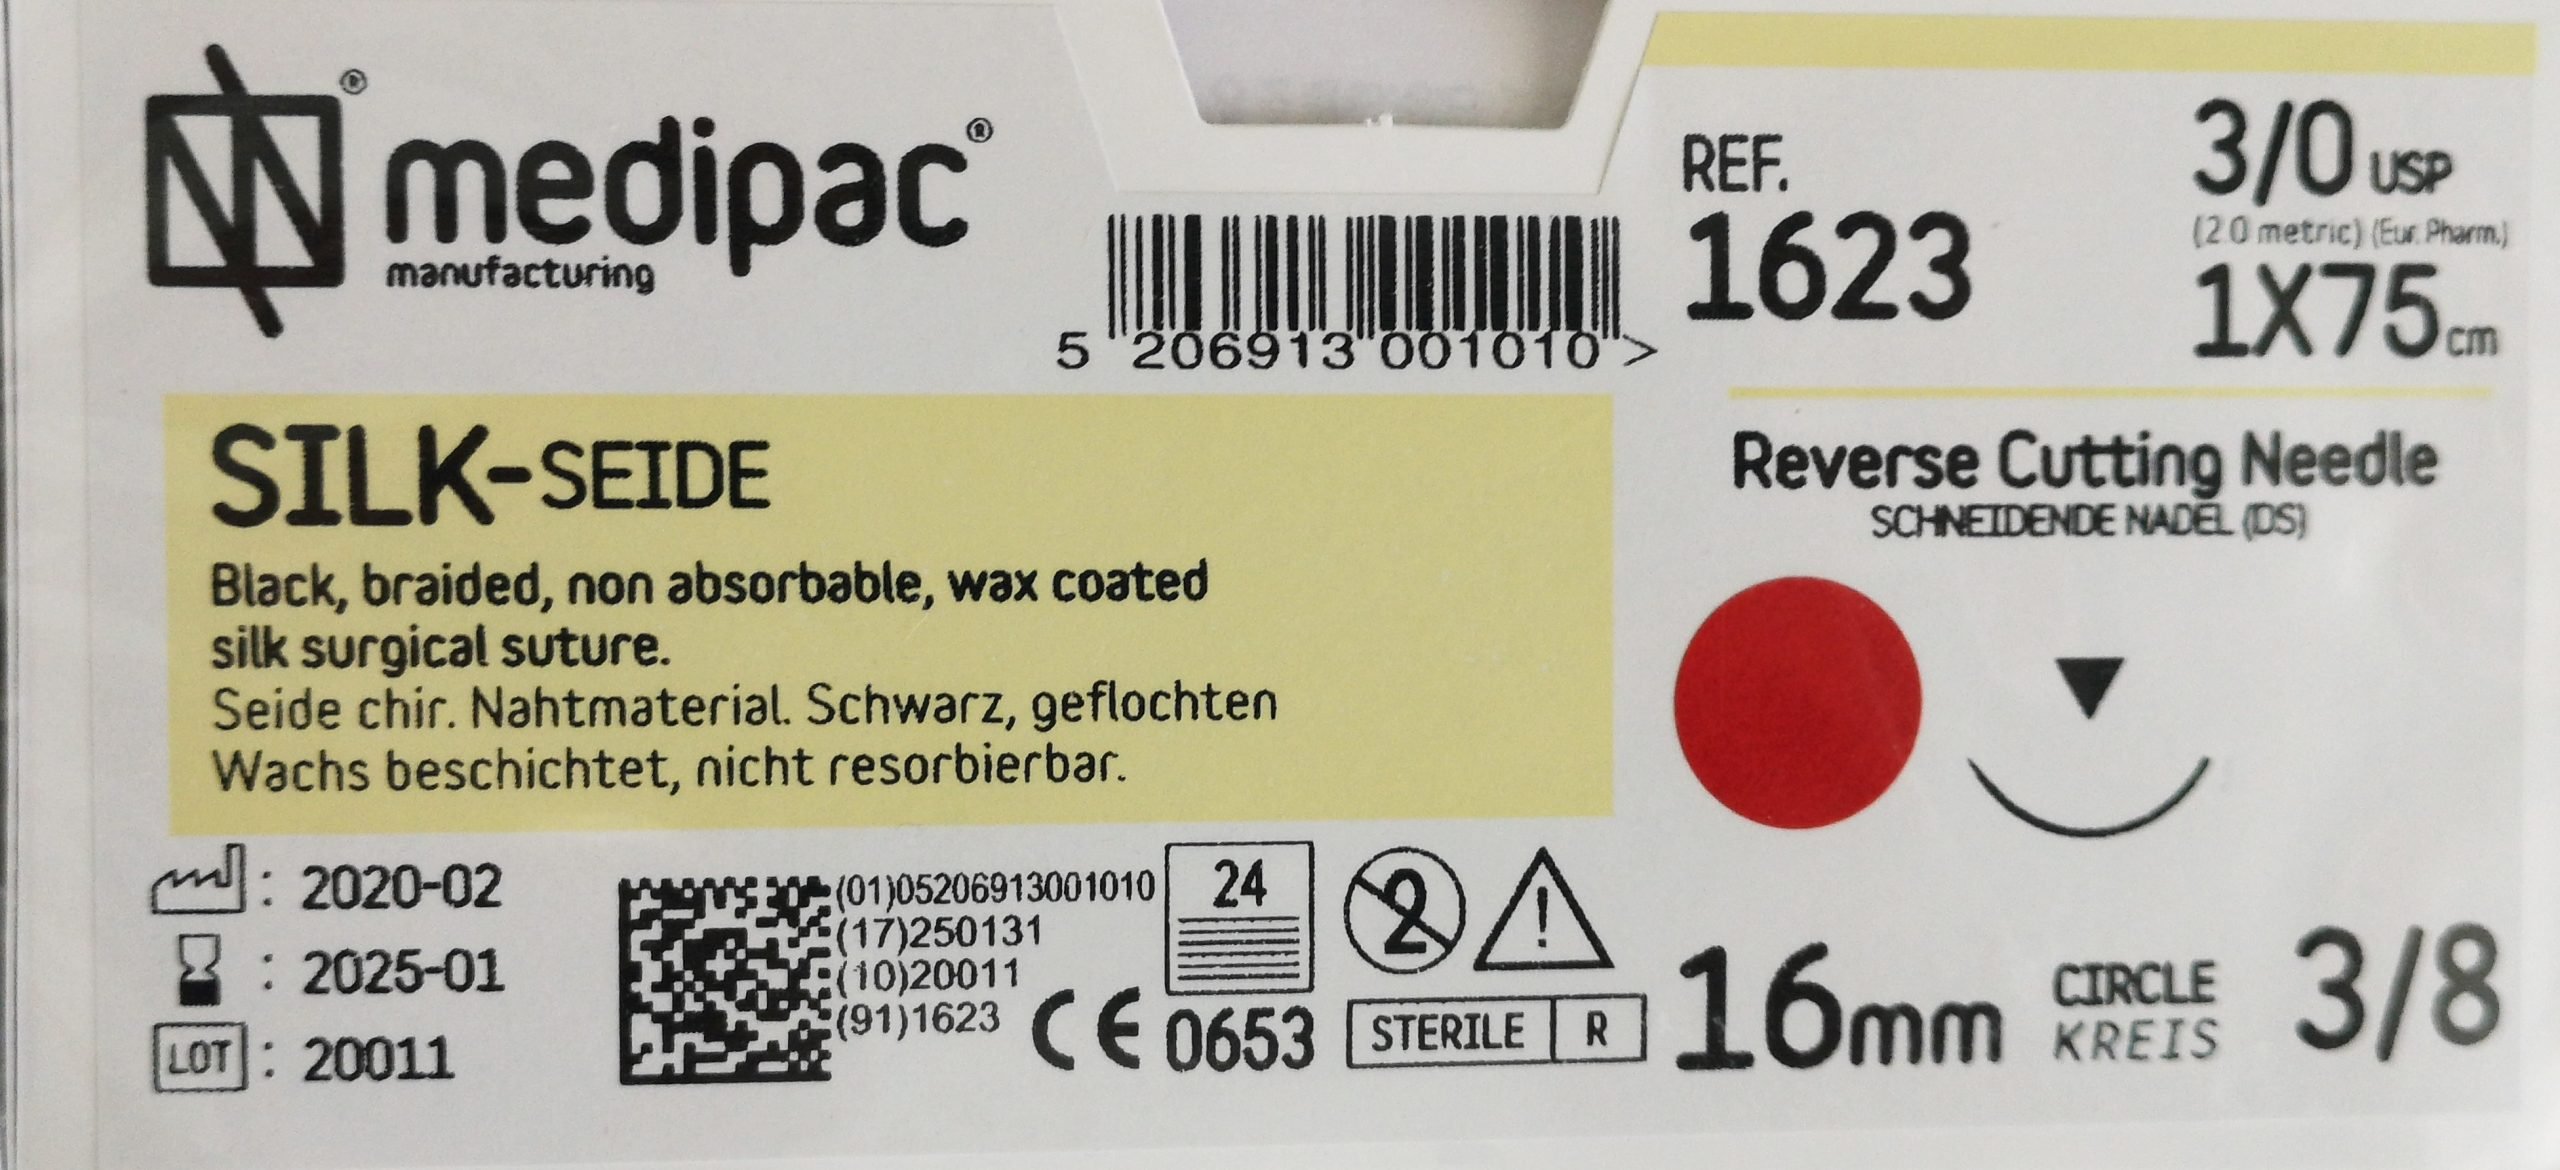 medipac®
manufacturing
5 206913 001010 >
REF.
1623
3/0 USP
(2.0 metric) (Eur. Pharm.)
1X75 cm
SILK-SEIDE
Black, braided, non absorbable, wax coated
silk surgical suture.
Seide chir. Nahtmaterial. Schwarz, geflochten
Wachs beschichtet, nicht resorbierbar.
Reverse Cutting Needle
SCHNEIDENDE NADEL (DS)
: 2020-02
: 2025-01
LOT : 20011
(01)05206913001010
(17)250131
(10)20011
(91)1623
24
2
!
CE 0653
STERILE R
16mm
CIRCLE
KREIS
3/8